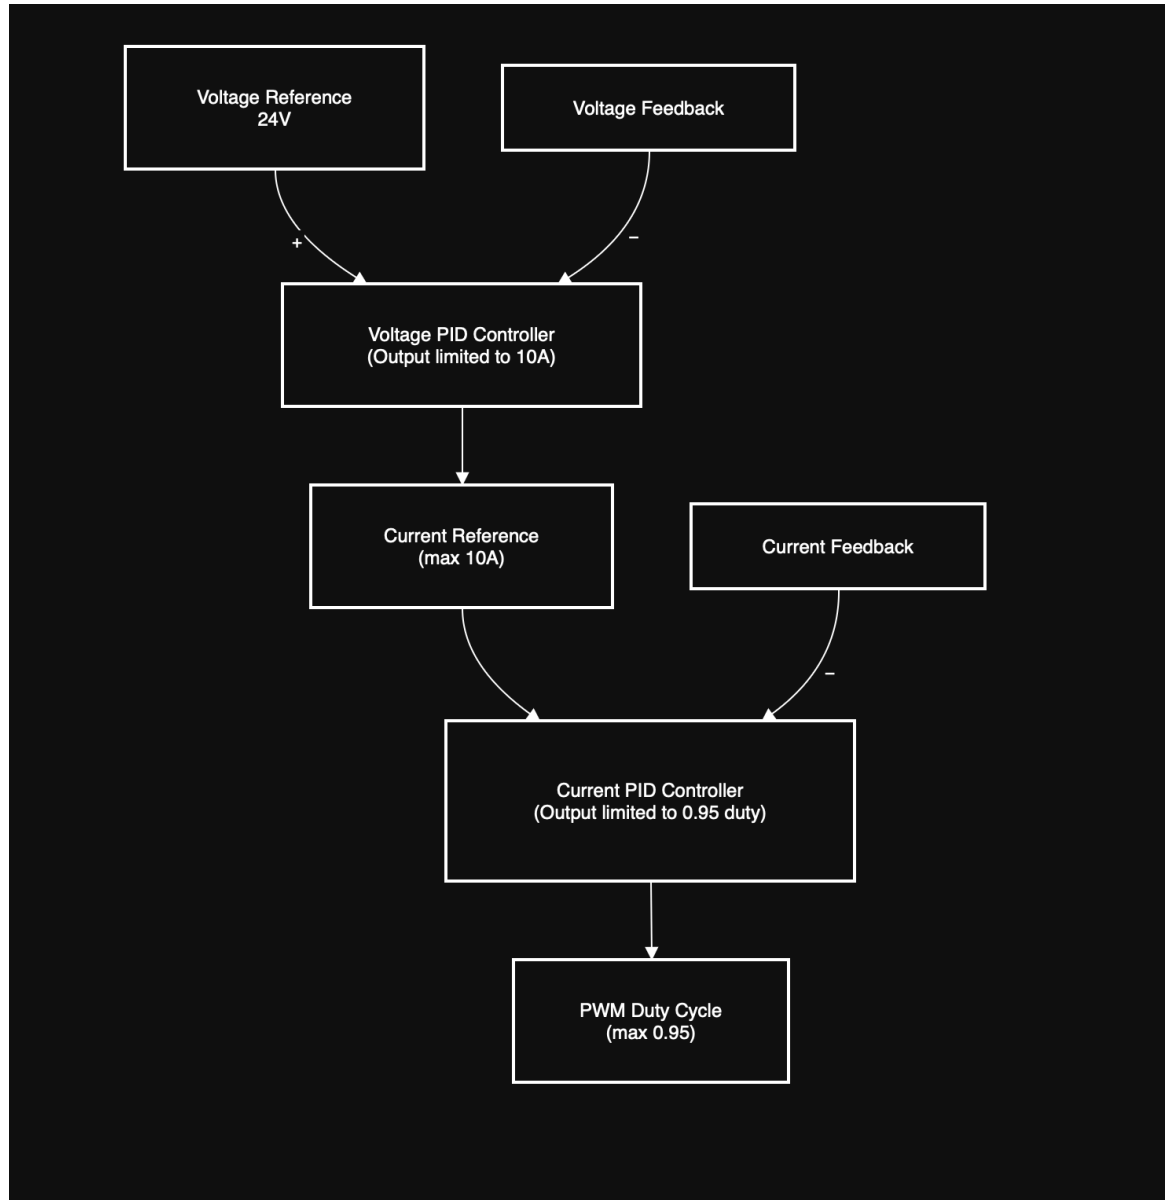 Voltage Reference
24V
Voltage Feedback
+
−
Voltage PID Controller
(Output limited to 10A)
Current Reference
(max 10A)
Current Feedback
−
Current PID Controller
(Output limited to 0.95 duty)
PWM Duty Cycle
(max 0.95)